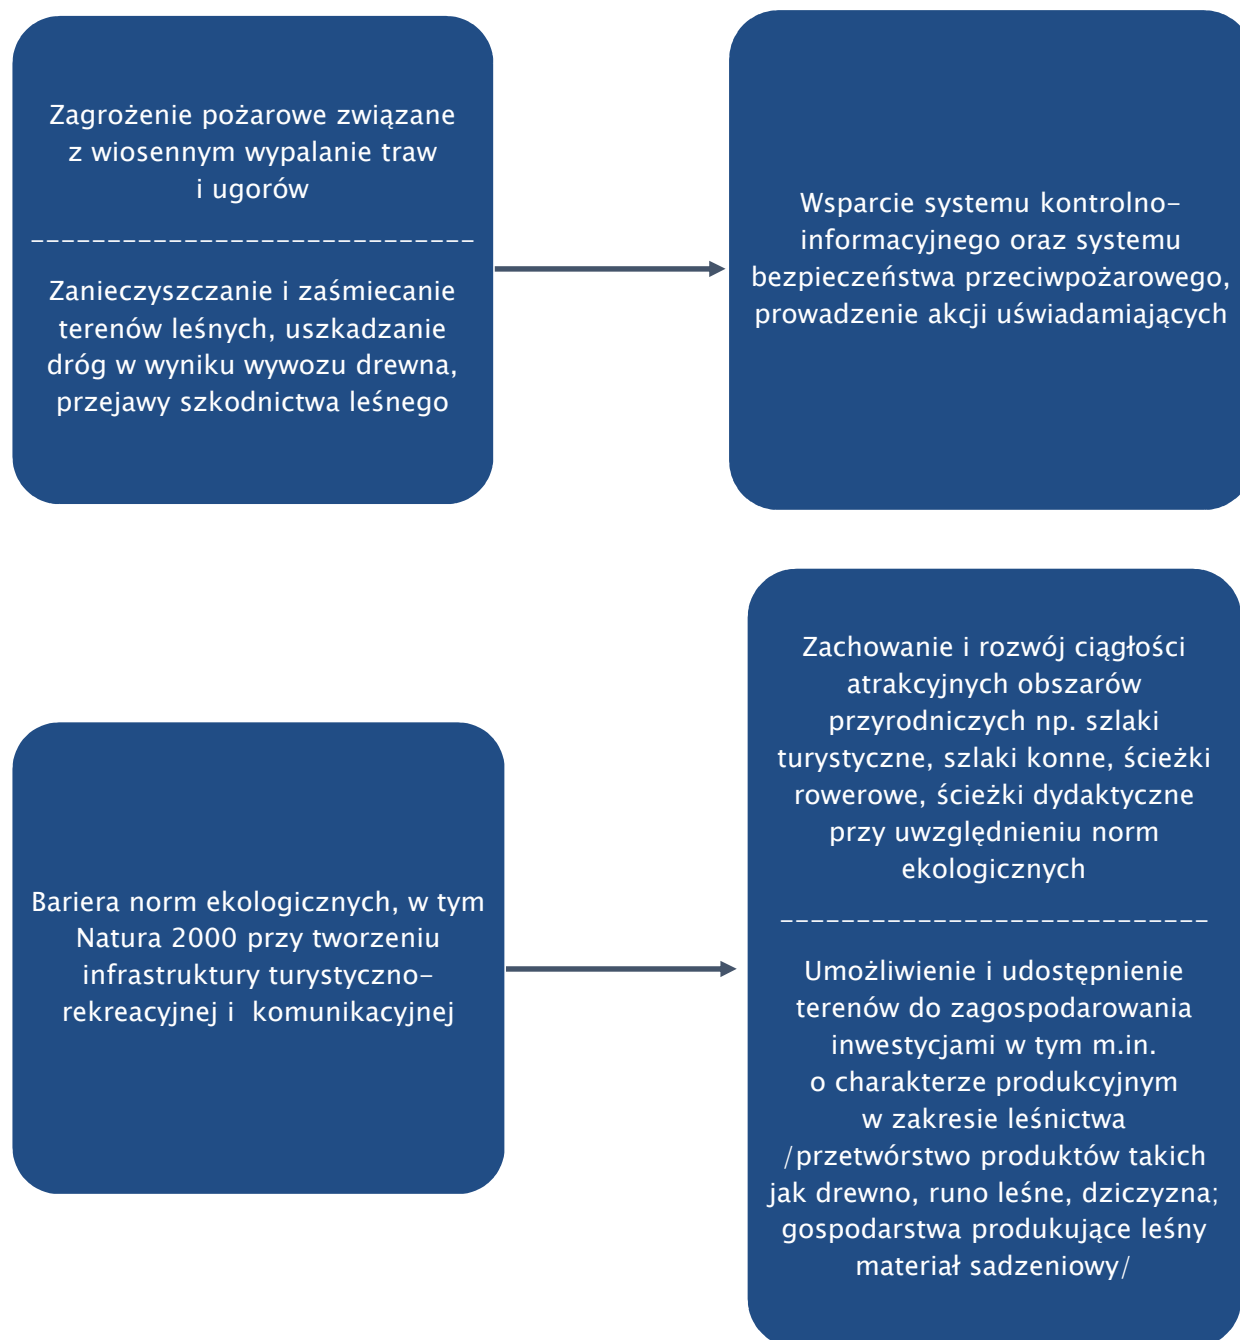 Zagrożenie pożarowe związane
z wiosennym wypalanie traw
i ugorów
-----------------------------
Zanieczyszczanie i zaśmiecanie
terenów leśnych, uszkadzanie
dróg w wyniku wywozu drewna,
przejawy szkodnictwa leśnego
Wsparcie systemu kontrolno-
informacyjnego oraz systemu
bezpieczeństwa przeciwpożarowego,
prowadzenie akcji uświadamiających
Bariera norm ekologicznych, w tym
Natura 2000 przy tworzeniu
infrastruktury turystyczno-
rekreacyjnej i  komunikacyjnej
Zachowanie i rozwój ciągłości
atrakcyjnych obszarów
przyrodniczych np. szlaki
turystyczne, szlaki konne, ścieżki
rowerowe, ścieżki dydaktyczne
przy uwzględnieniu norm
ekologicznych
----------------------------
Umożliwienie i udostępnienie
terenów do zagospodarowania
inwestycjami w tym m.in.
o charakterze produkcyjnym
w zakresie leśnictwa
/przetwórstwo produktów takich
jak drewno, runo leśne, dziczyzna;
gospodarstwa produkujące leśny
materiał sadzeniowy/